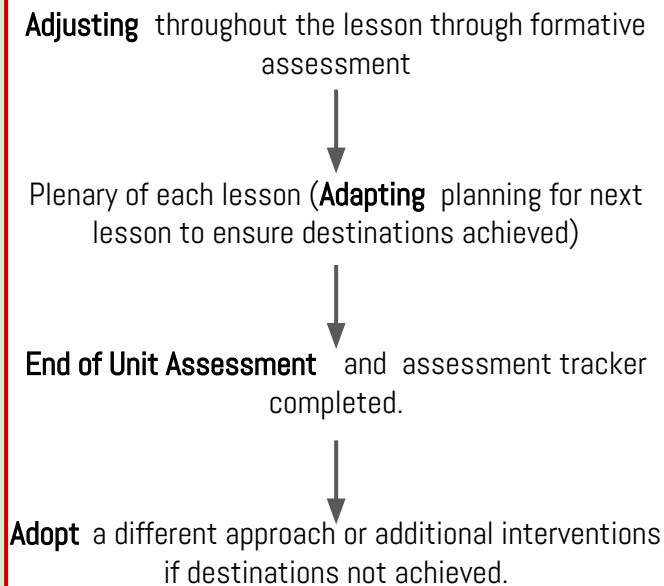 Adjusting throughout the lesson through formative
assessment
Plenary of each lesson (Adapting planning for next
lesson to ensure destinations achieved)
End of Unit Assessment and assessment tracker
completed.
Adopt a different approach or additional interventions
if destinations not achieved.